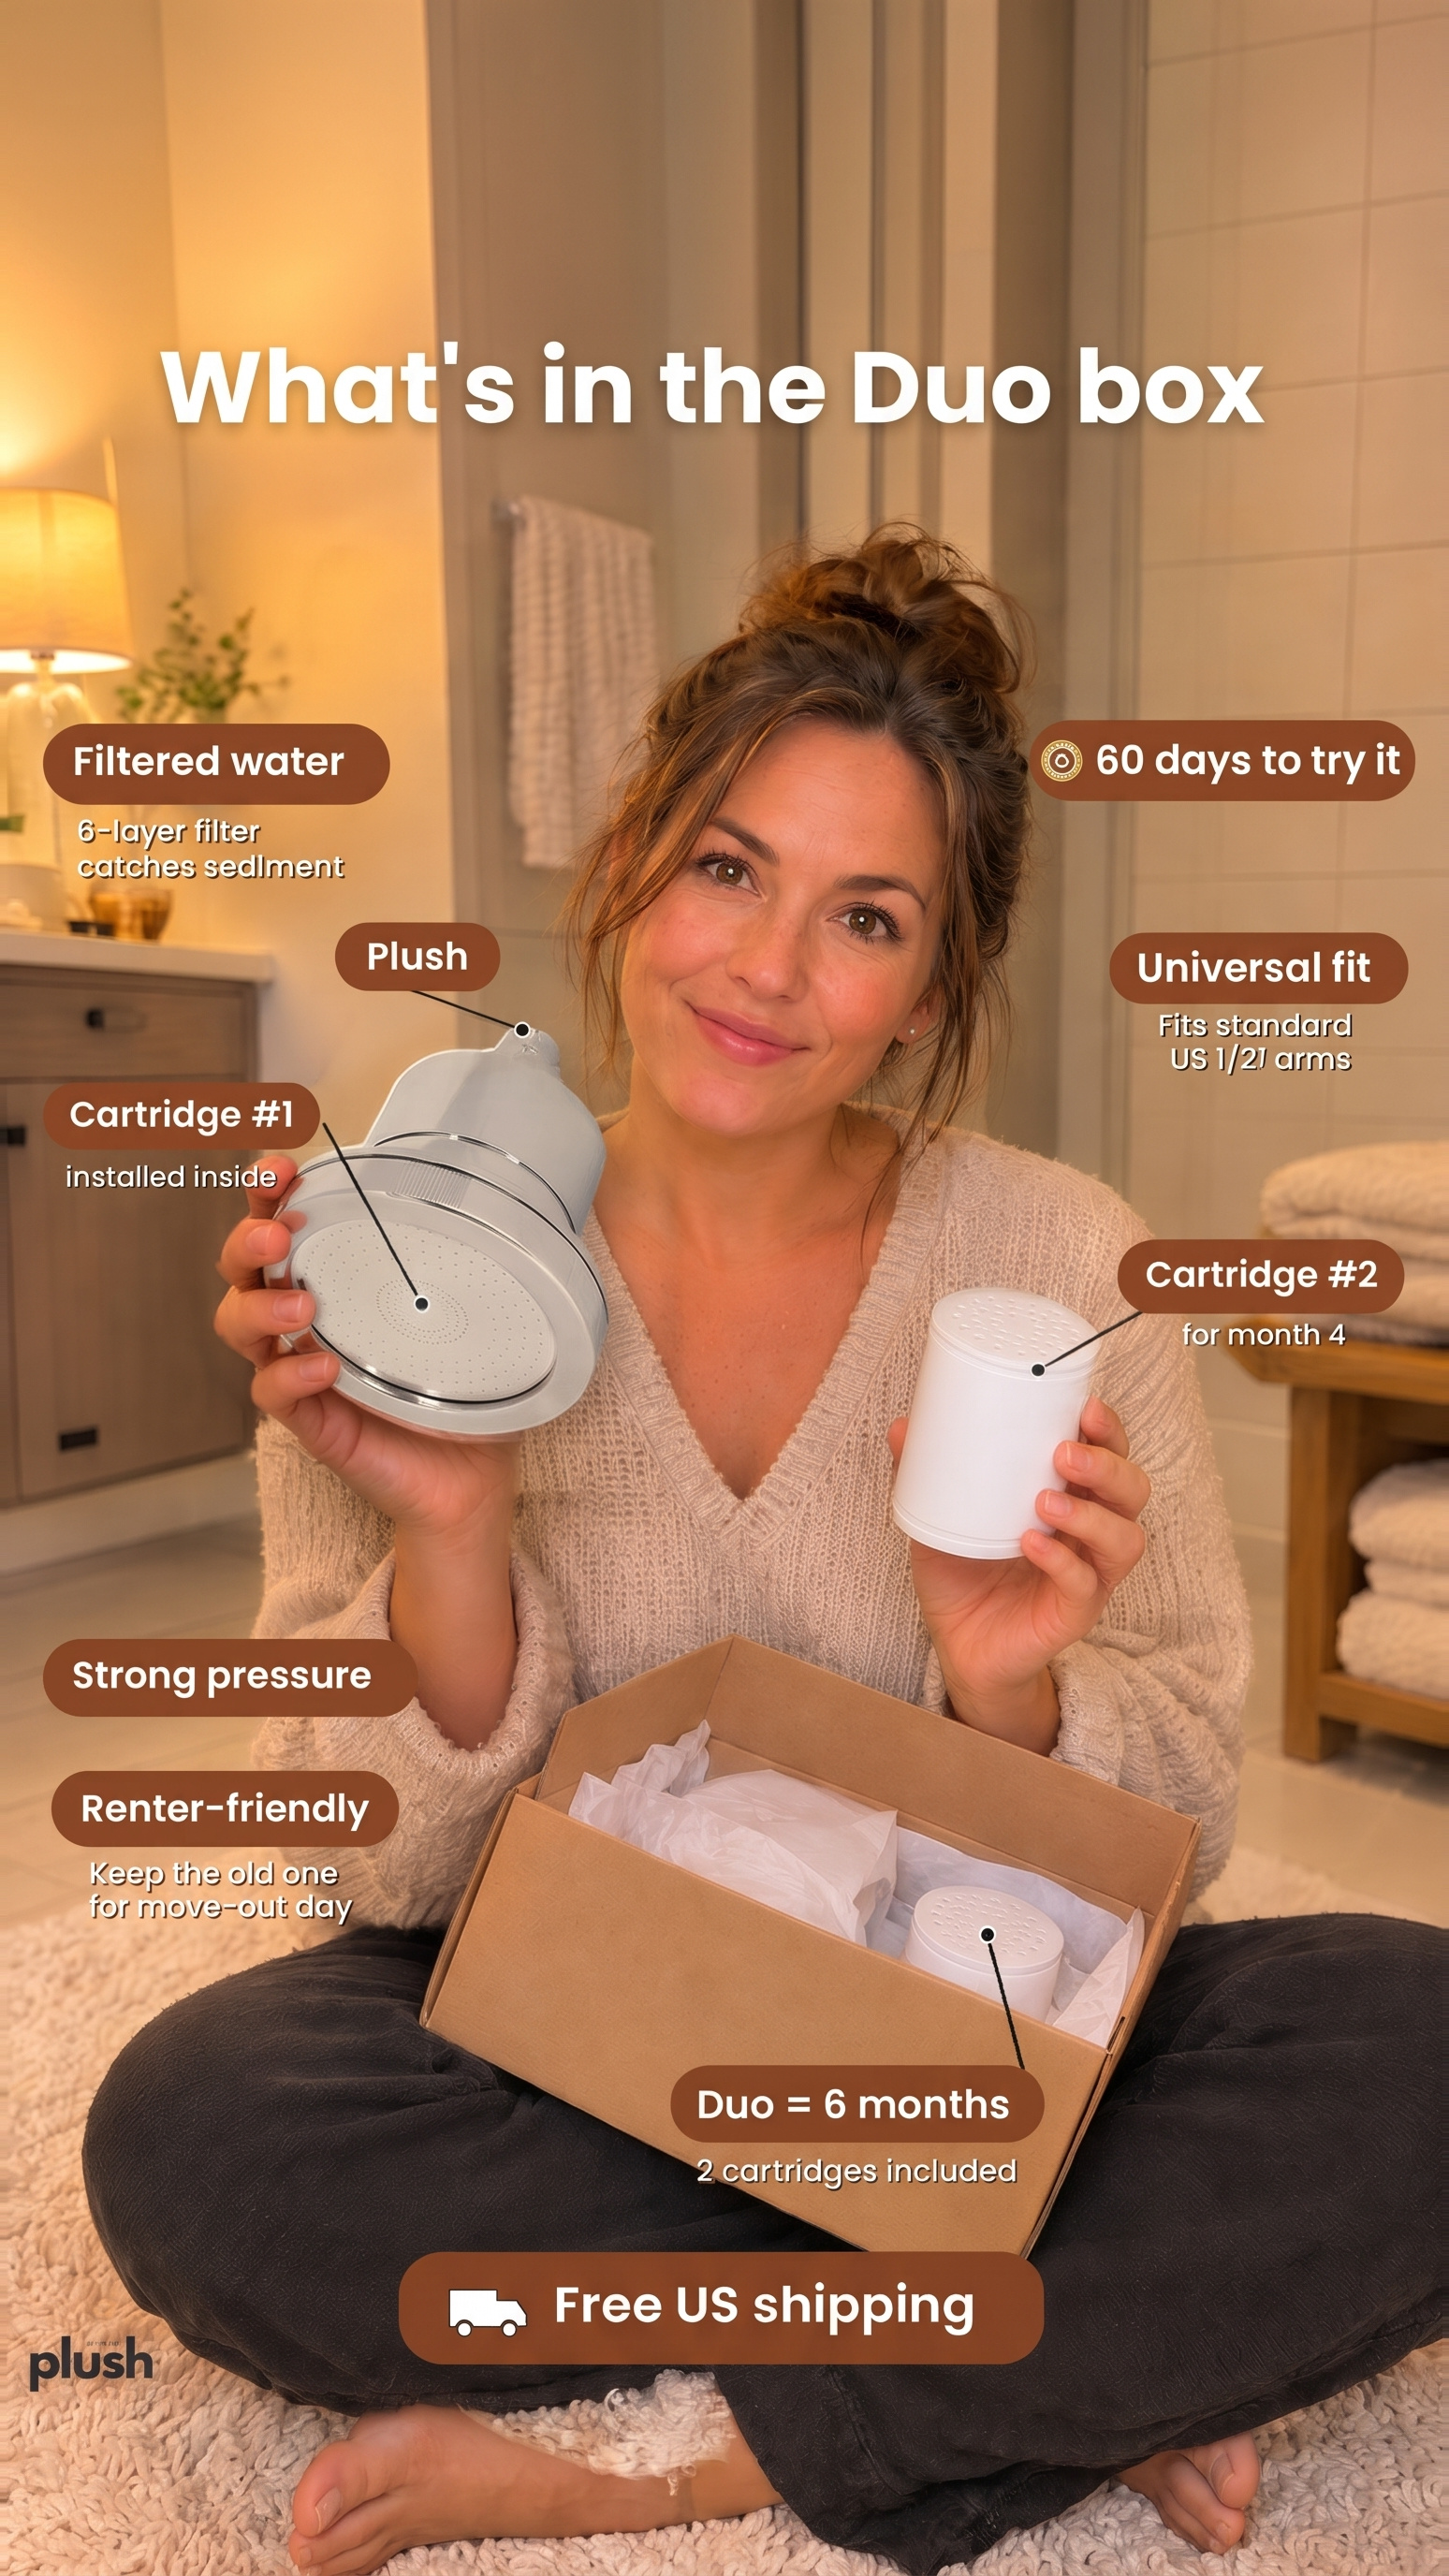 What's in the Duo box
Filtered water
6-layer filter
catches sedlment
60 days to try it
Plush
Universal fit
Fits standard
US 1/27 arms
Cartridge #1
installed inside
Cartridge #2
for month 4
Strong pressure
Renter-friendly
Keep the old one
for move-out day
Duo = 6 months
2 cartridges included
Free US shipping
plush